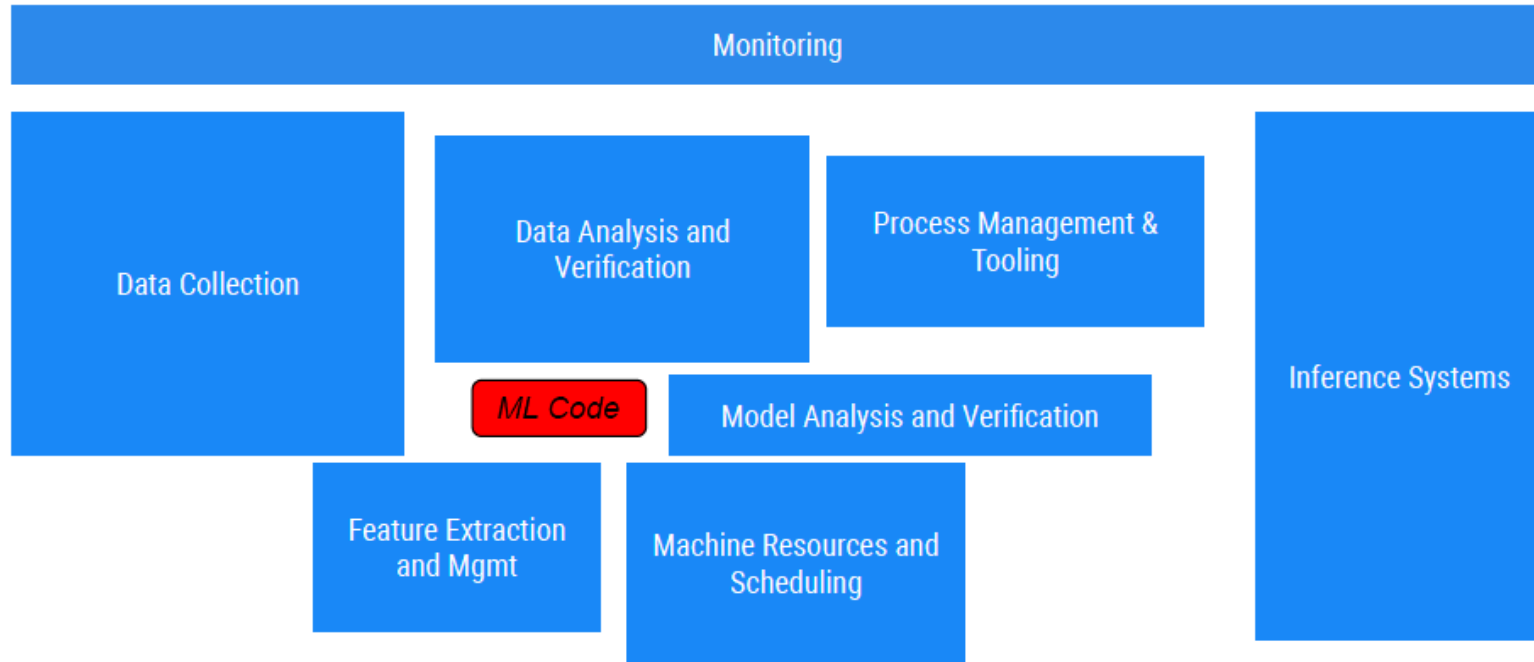 Monitoring
Data Collection
Data Analysis and
Verification
Process Management &
Tooling
Inference Systems
ML Code
Model Analysis and Verification
Feature Extraction
and Mgmt
Machine Resources and
Scheduling